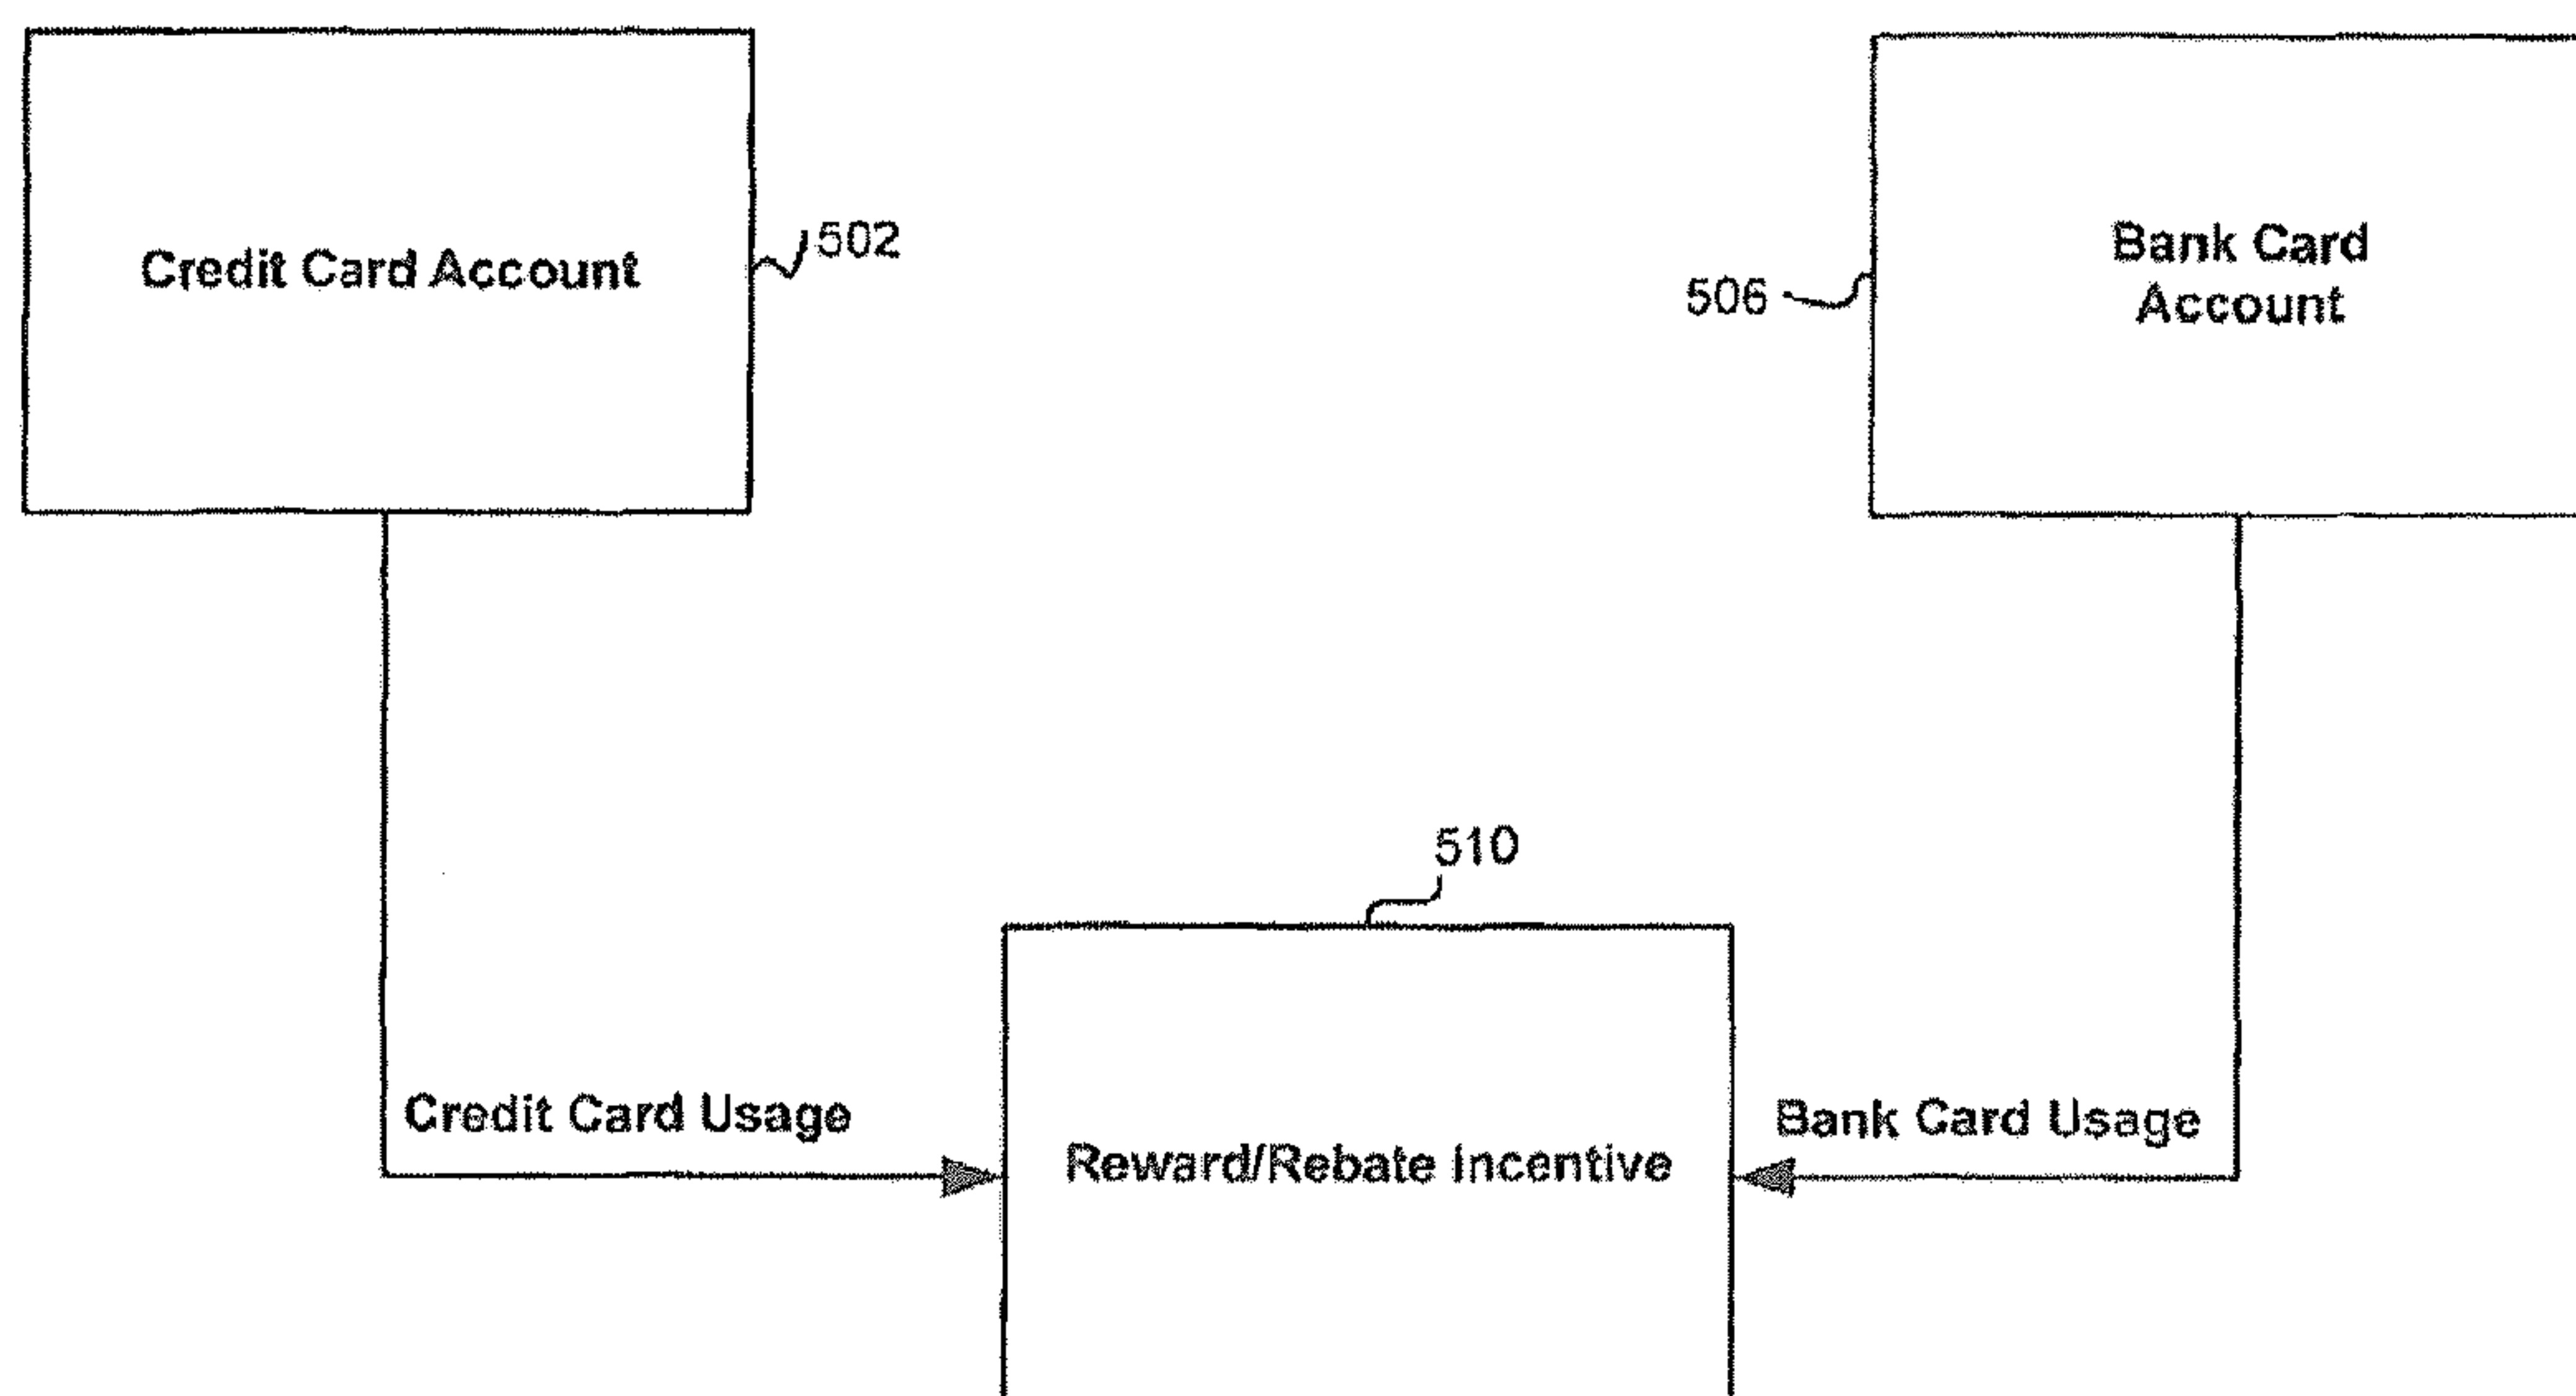 Credit Card Account
502
506
Bank Card
Account
510
Credit Card Usage
Bank Card Usage
Reward/Rebate Incentive